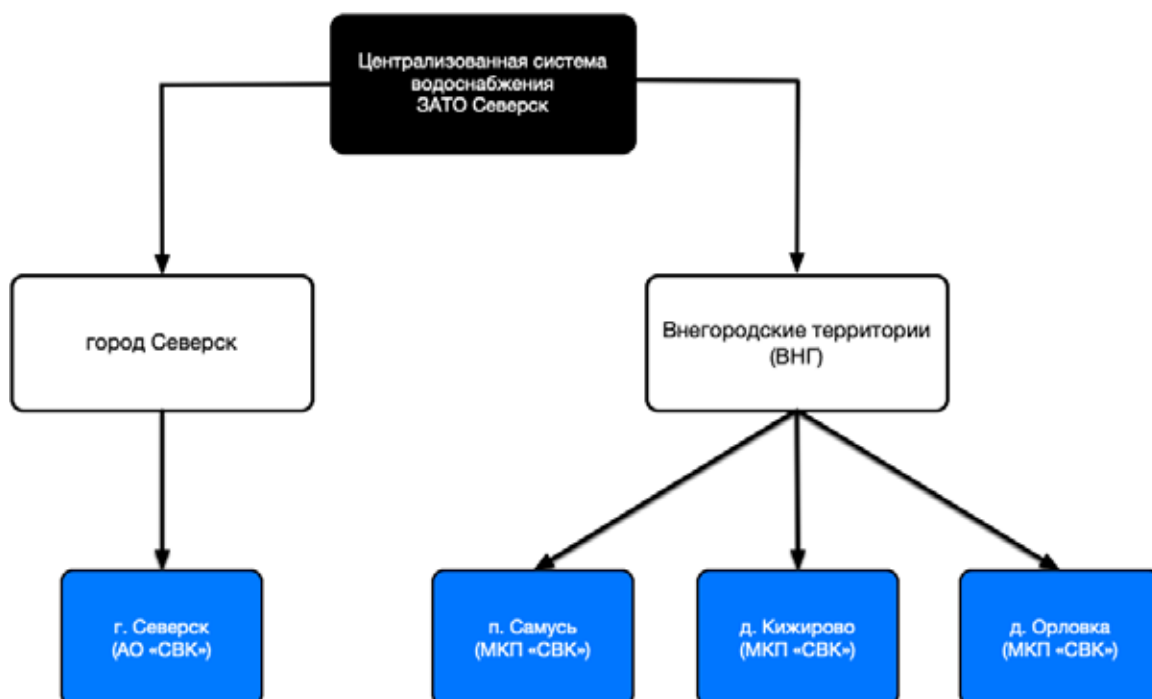 Централизованная система
водоснабжения
ЗАТО Северск
город Северск
Внегородские территории
(ВНГ)
г. Северск
(АО «СВК»)
п. Самусь
(МКП «СВК»)
д. Кижирово
(МКП «СВК»)
д. Орловка
(МКП «СВК»)